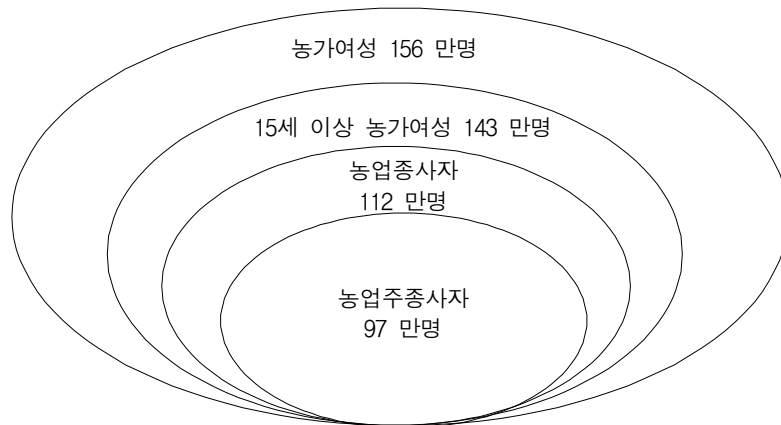 농가여성 156 만명
15세 이상 농가여성 143 만명
농업종사자
112 만명
농업주종사자
97 만명